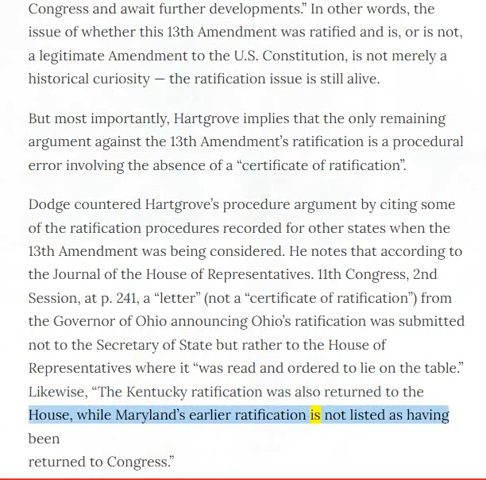 Congress and await further developments.” In other words, the
issue of whether this 13th Amendment was ratified and is, or is not,
a legitimate Amendment to the U.S. Constitution, is not merely a
historical curiosity — the ratification issue is still alive.
But most importantly, Hartgrove implies that the only remaining
argument against the 13th Amendment’s ratification is a procedural
error involving the absence of a “certificate of ratification”.
Dodge countered Hartgrove’s procedure argument by citing some
of the ratification procedures recorded for other states when the
13th Amendment was being considered. He notes that according to
the Journal of the House of Representatives. 11th Congress, 2nd
Session, at p. 241, a “letter” (not a “certificate of ratification”) from
the Governor of Ohio announcing Ohio’s ratification was submitted
not to the Secretary of State but rather to the House of
Representatives where it “was read and ordered to lie on the table.”
Likewise, “The Kentucky ratification was also returned to the
House, while Maryland’s earlier ratification is not listed as having
been
returned to Congress.”